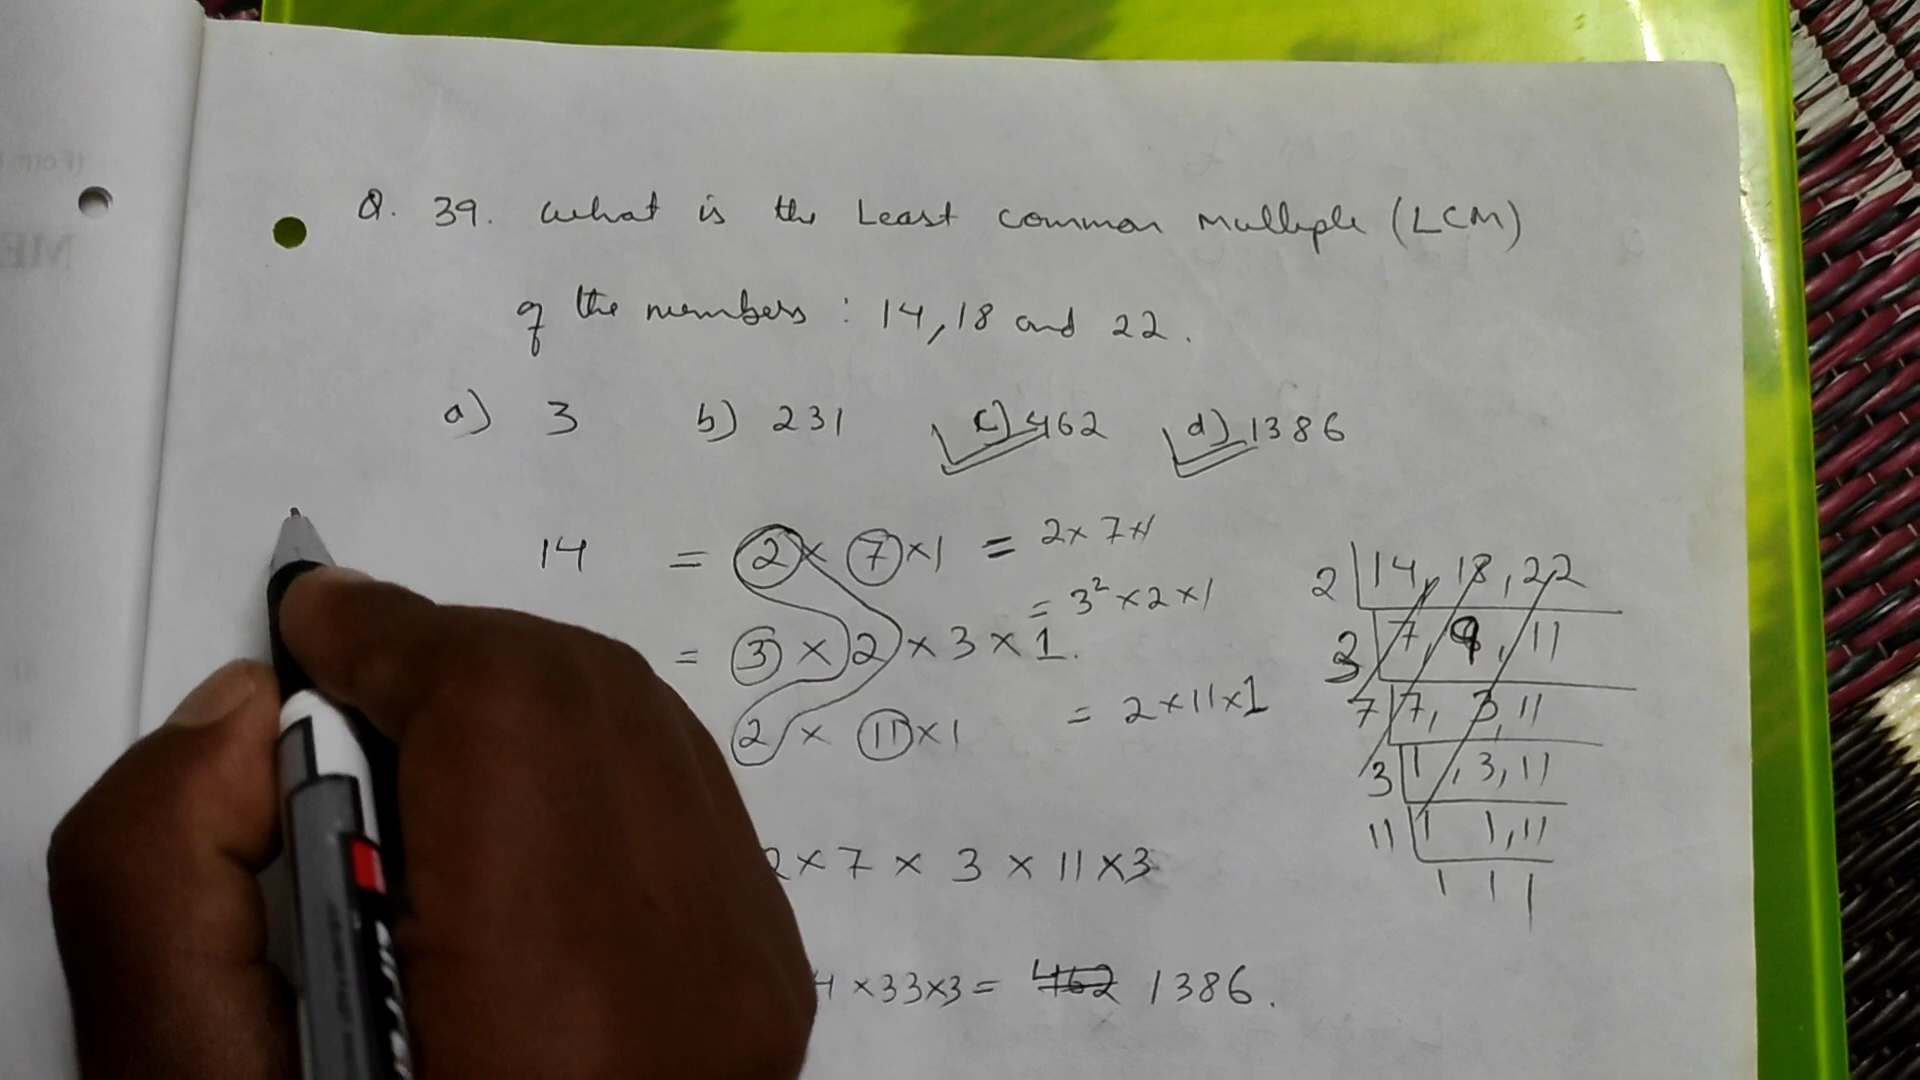 Q. 39. What is the Least common Multiple (LCM)
of the numbers : 14, 18 and 22.
a) 3 b) 231 c) 462 d) 1386
14 = 2 × 7 × 1 = 2 × 7 × 1
= 3 × 2 × 3 × 1. = 3² × 2 × 1
2 × 11 × 1 = 2 × 11 × 1
2 × 7 × 3 × 11 × 3
4 × 33 × 3 = 462 1386.
2 | 14, 18, 22
3 | 7, 9, 11
7 | 7, 3, 11
3 | 1, 3, 11
11 | 1 1, 11
1 1 1